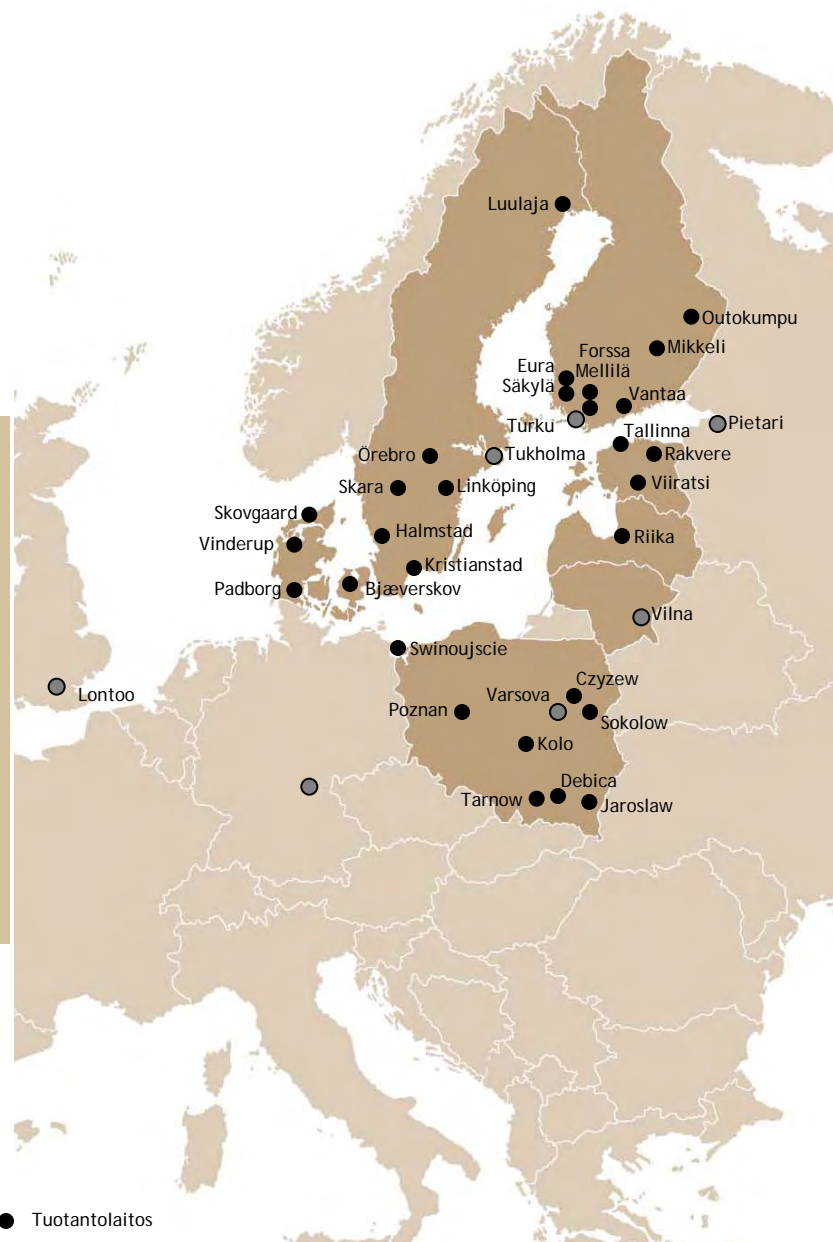 Luulaja
Outokumpu
Mikkeli
Forssa
Eura
Mellilä
Säkylä
Vantaa
Turku
Pietari
Tallinna
Örebro
Tukholma
Rakvere
Skara
Linköping
Viiratsi
Skovgaard
Halmstad
Vinderup
Riika
Kristianstad
Padborg
Bjæverskov
Vilna
Swinoujscie
Czyzew
Lontoo
Varsova
Poznan
Sokolow
Kolo
Debica
Tarnow
Jaroslaw
Tuotantolaitos